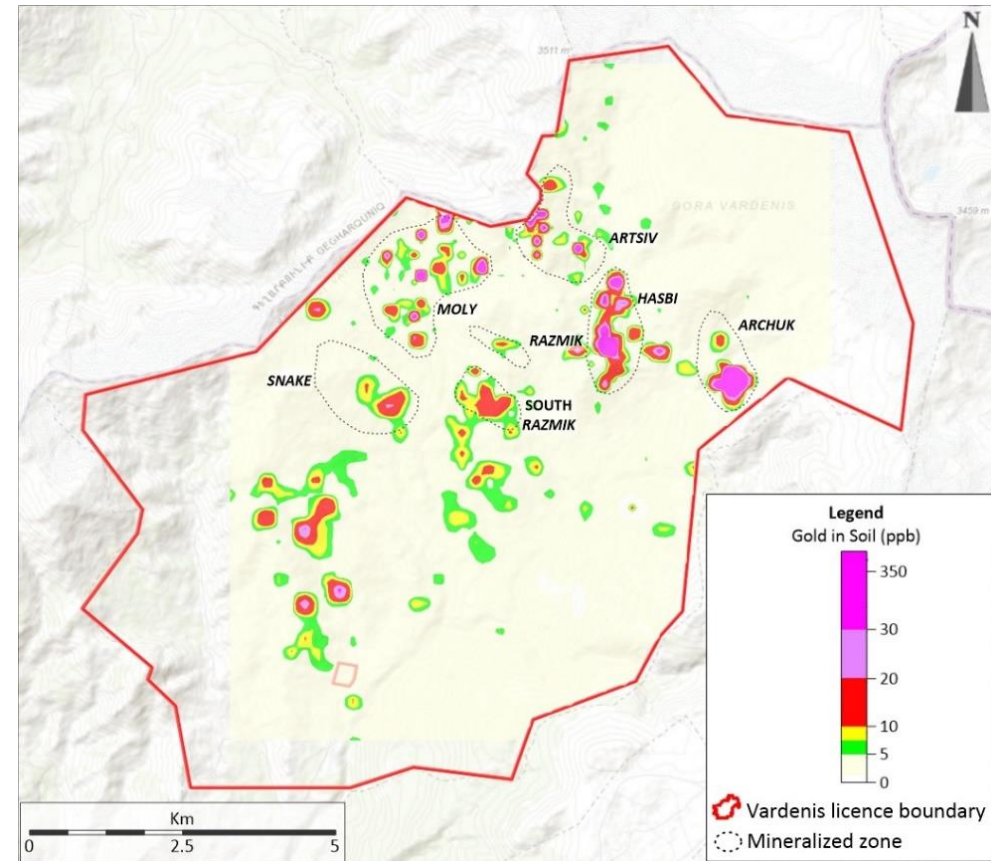 N
3511 m
GORA VARDENIS
3459 m
ARTSIV
HASBI
MOLY
RAZMIK
ARCHUK
SNAKE
SOUTH
RAZMIK
Legend
Gold in Soil (ppb)
350
30
20
10
5
0
Vardenis licence boundary
Mineralized zone
Km
0
2.5
5